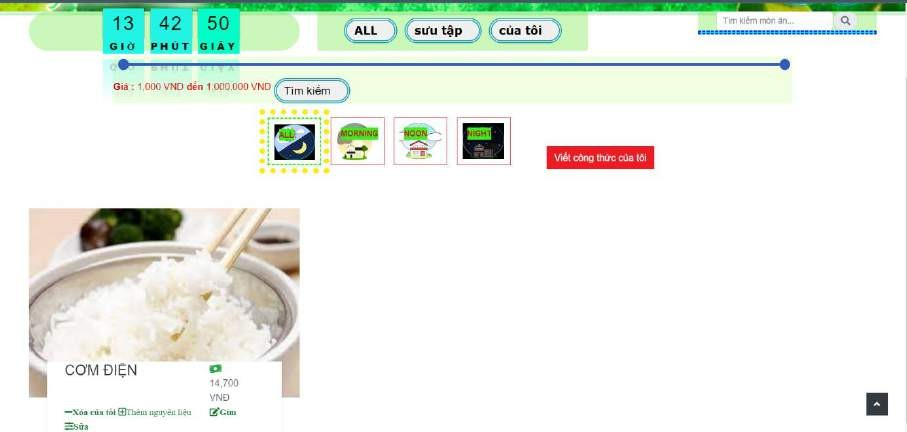 13 42 50
GIỜ PHÚT GIÂY
ALL sưu tập của tôi
Tìm kiếm món ăn...
Giá : 1,000 VND đến 1,000,000 VND Tìm kiếm
ALL MORNING NOON NIGHT
Viết công thức của tôi
CƠM ĐIỆN
14,700
VNĐ
Xóa của tôi Thêm nguyên liệu Gim
Sửa